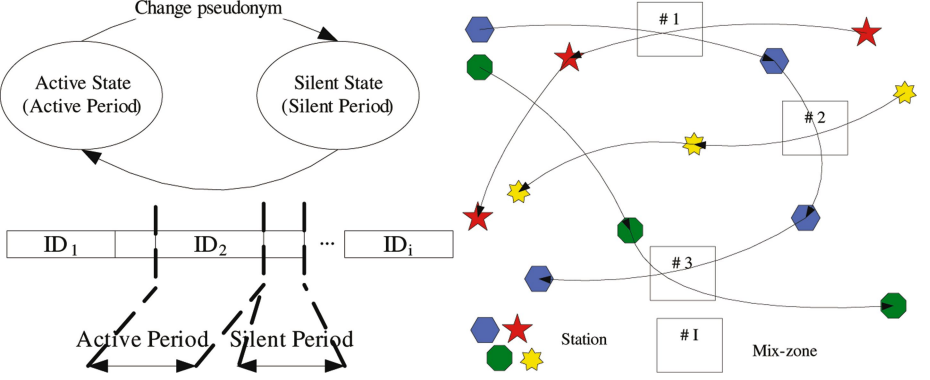 Change pseudonym
Active State
(Active Period)
Silent State
(Silent Period)
ID1
ID2
...
IDi
Active Period
Silent Period
# 1
# 2
# 3
# I
Station
Mix-zone